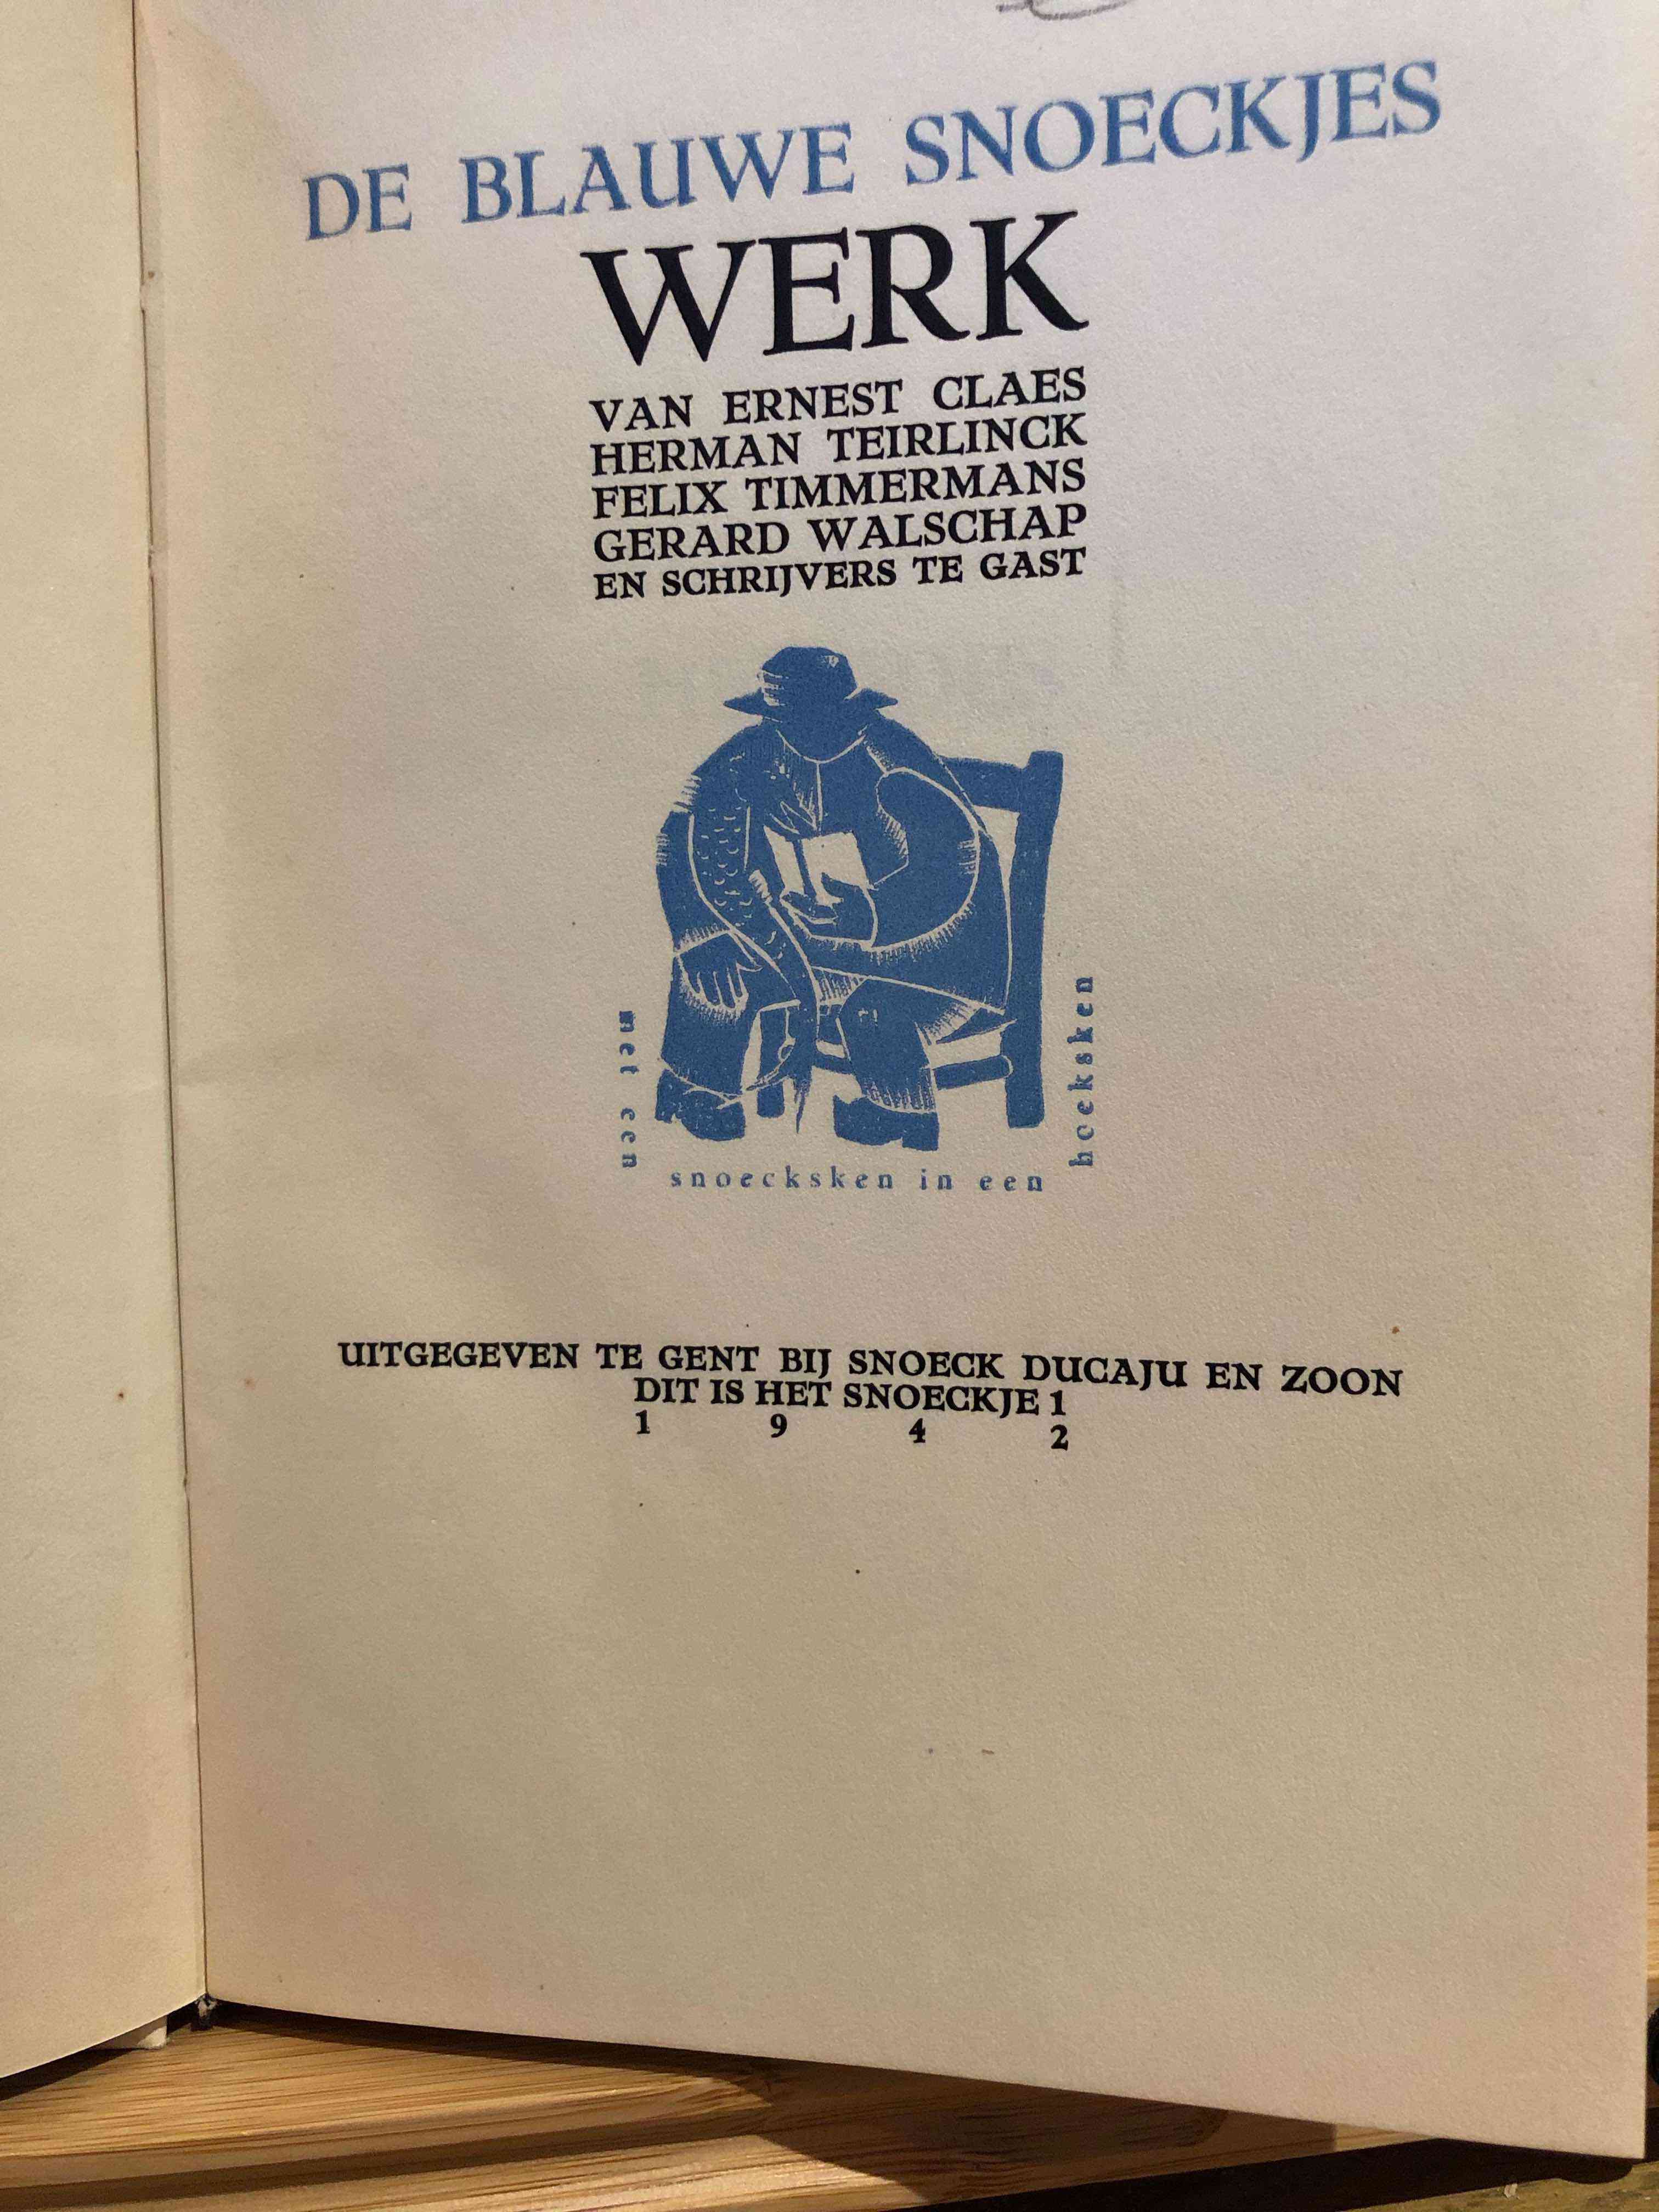 DE BLAUWE SNOECKJES
WERK
VAN ERNEST CLAES
HERMAN TEIRLINCK
FELIX TIMMERMANS
GERARD WALSCHAP
EN SCHRIJVERS TE GAST
met een
snoecksken in een
hoeksken
UITGEGEVEN TE GENT BIJ SNOECK DUCAJU EN ZOON
DIT IS HET SNOECKJE 1
1 9 4 2